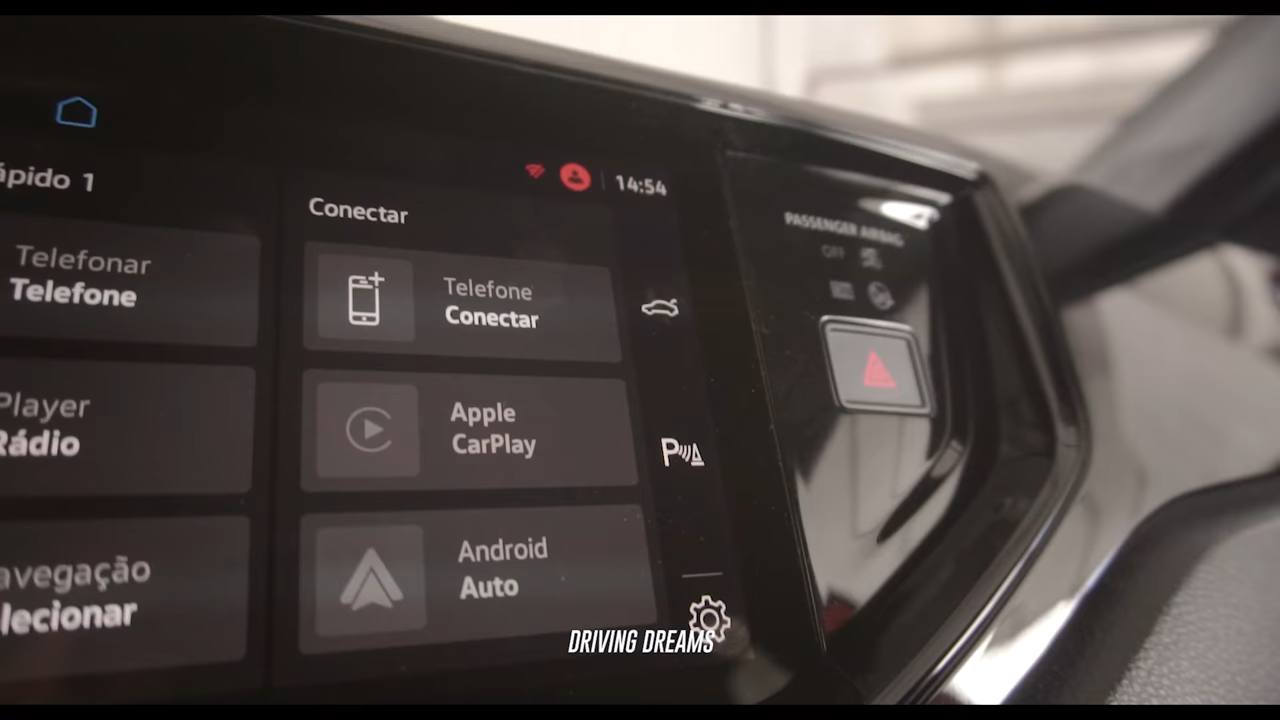 ápido 1
14:54
Telefonar
Telefone
Player
Rádio
avegação
lecionar
Conectar
Telefone
Conectar
Apple
CarPlay
Android
Auto
P
PASSENGER AIRBAG
OFF
DRIVING DREAMS